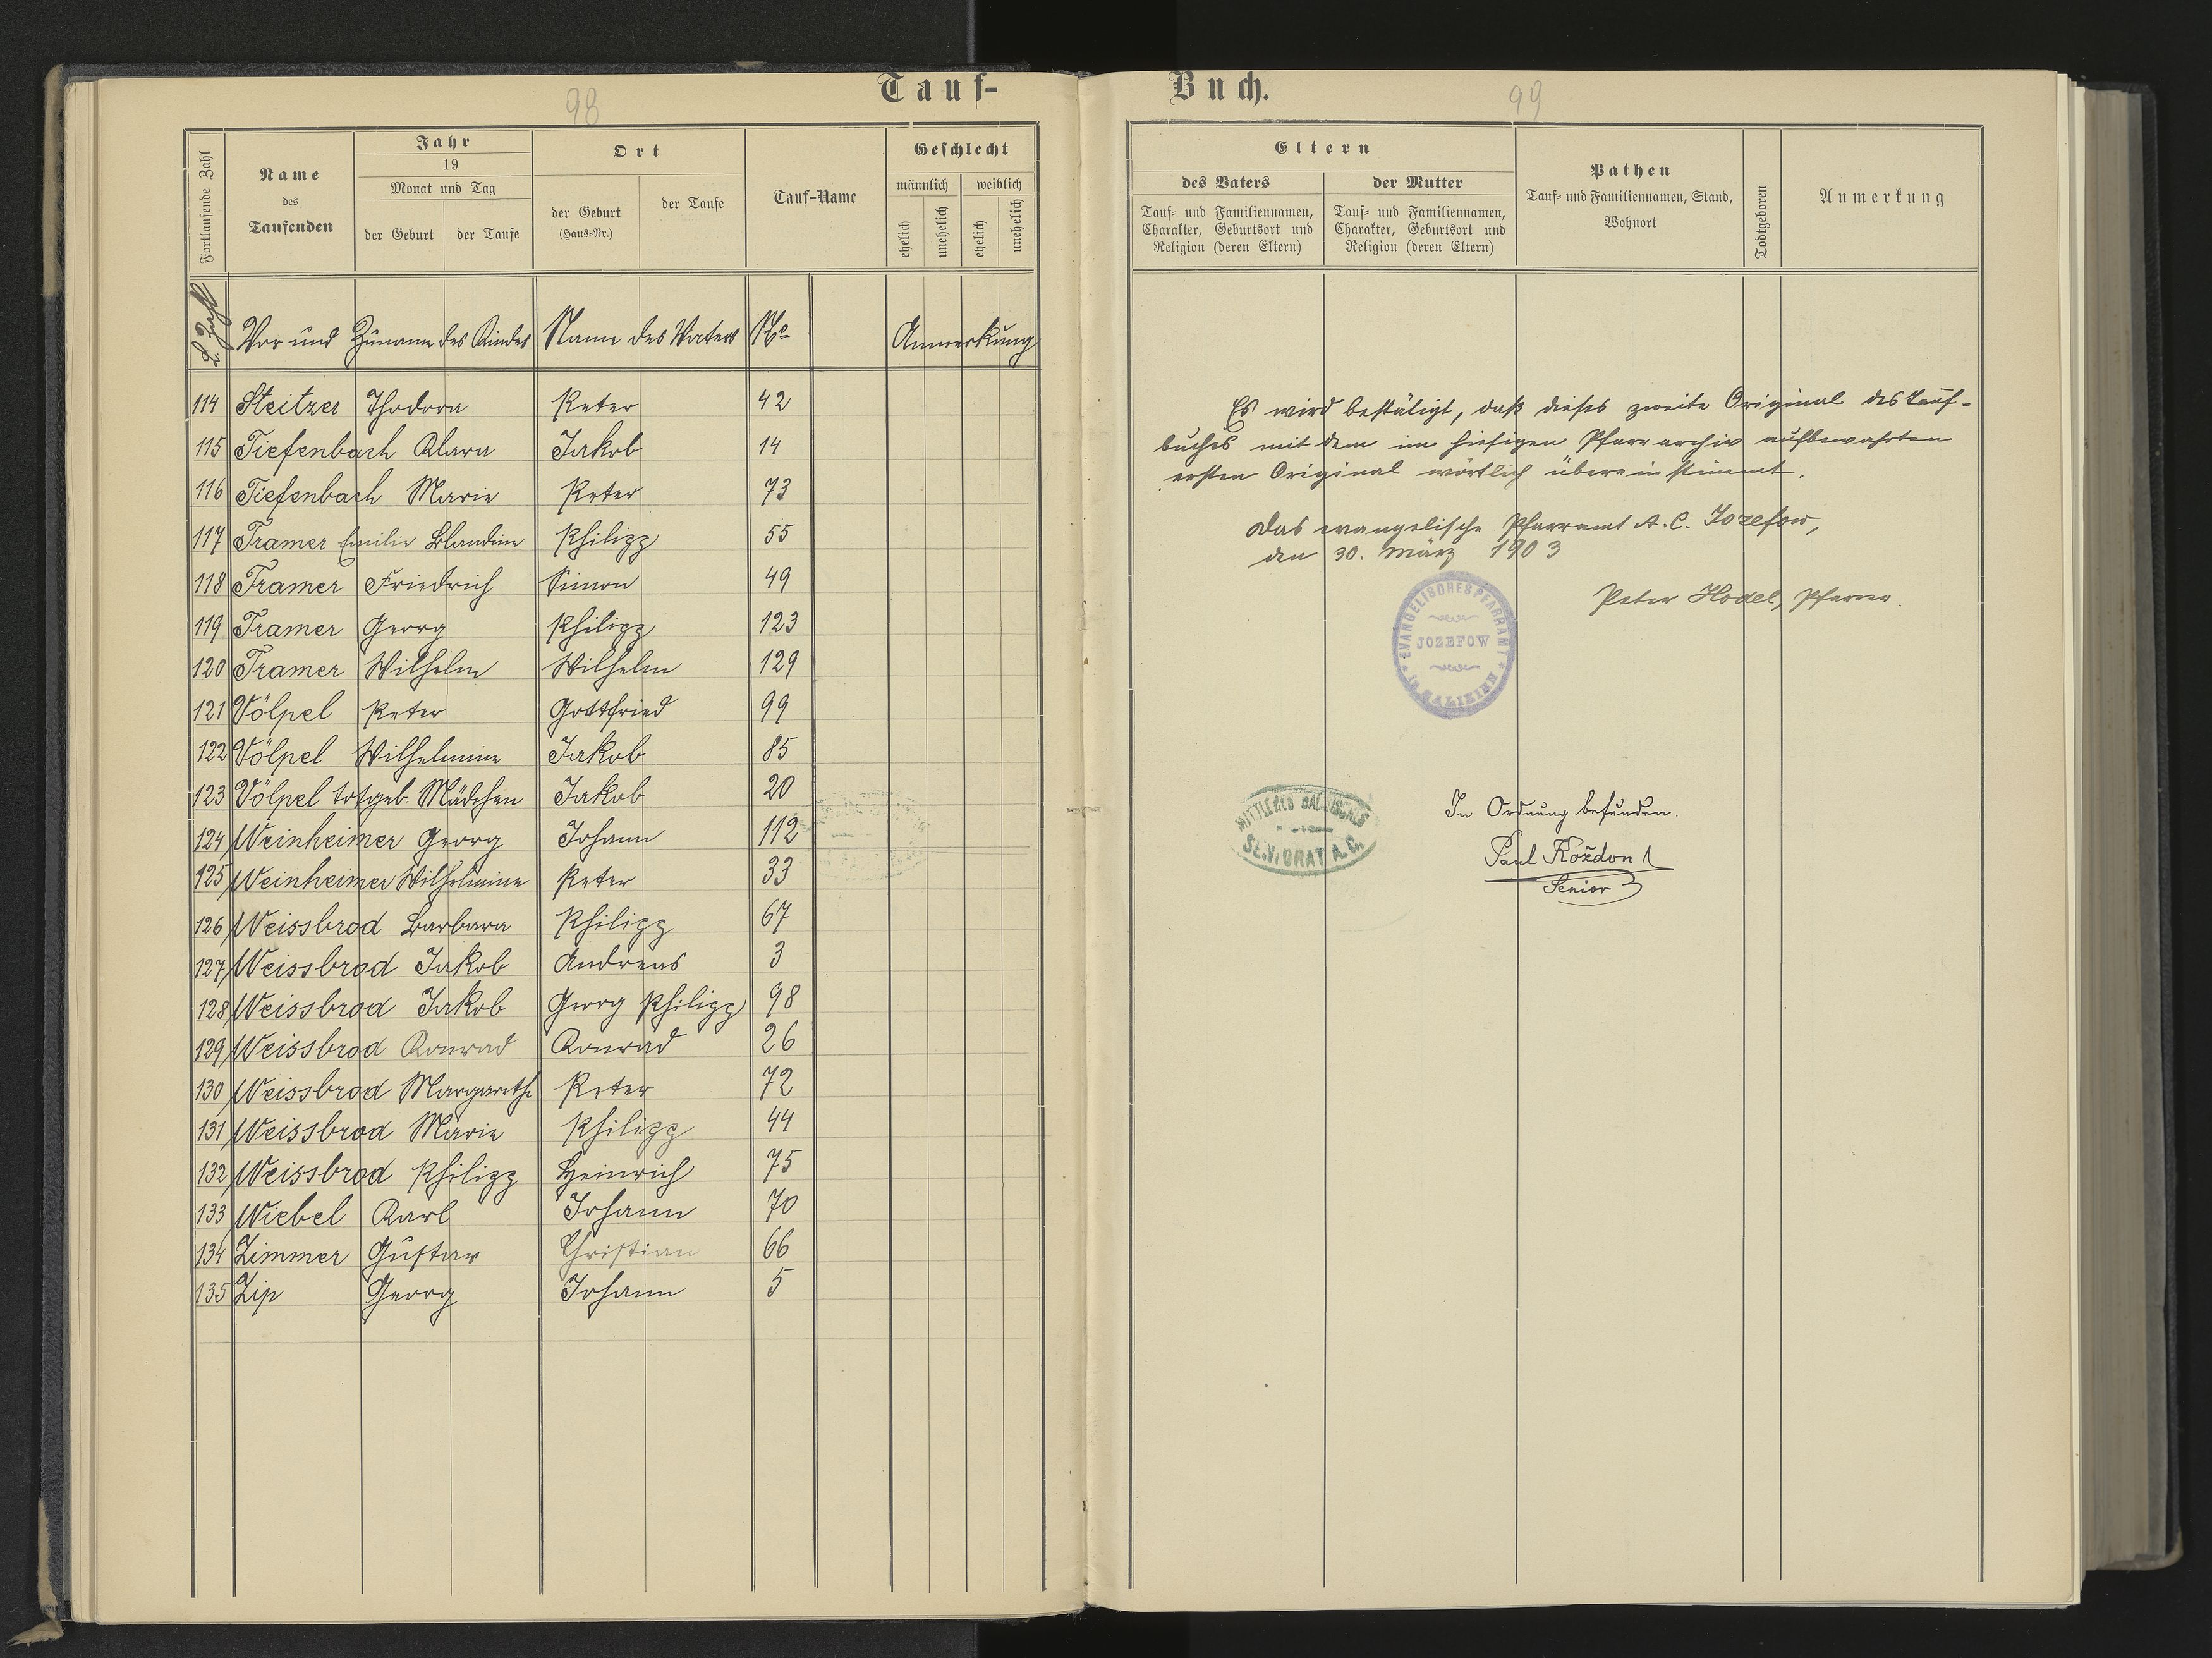 98
Tauf-
Fortlaufende Zahl
Name
des
Taufenden
Jahr
19
Monat und Tag
der Geburt
der Taufe
Ort
der Geburt
(Haus-Nr.)
der Taufe
Tauf-Name
Geschlecht
männlich
weiblich
ehelich
unehelich
ehelich
unehelich
L. Zahl Vor und Zuname des Kindes Name des Vaters No Anmerkung
114 Steitzer Thodora Peter 42
115 Tiefenbach Klara Jakob 14
116 Tiefenbach Marie Peter 73
117 Tramer Emilie Blandine Philipp 55
118 Tramer Friedrich Simon 49
119 Tramer Georg Philipp 123
120 Tramer Wilhelm Wilhelm 129
121 Völpel Peter Gottfried 99
122 Völpel Wilhelmine Jakob 85
123 Völpel totgeb. Mädchen Jakob 20
124 Weinheimer Georg Johann 112
125 Weinheimer Wilhelmine Peter 33
126 Weissbrod Barbara Philipp 67
127 Weissbrod Jakob Andreas 3
128 Weissbrod Jakob Georg Philipp 98
129 Weissbrod Konrad Konrad 26
130 Weissbrod Margarethe Peter 72
131 Weissbrod Marie Philipp 44
132 Weissbrod Philipp Heinrich 75
133 Wiebel Karl Johann 70
134 Zimmer Gustav Christian 66
135 Zip Georg Johann 5
Buch.
99
Eltern
des Vaters
Tauf- und Familiennamen,
Charakter, Geburtsort und
Religion (deren Eltern)
der Mutter
Tauf- und Familiennamen,
Charakter, Geburtsort und
Religion (deren Eltern)
Pathen
Tauf- und Familiennamen, Stand,
Wohnort
Todtgeboren
Anmerkung
Es wird bestätigt, daß dieses zweite Original des Tauf-
buches mit dem im hiesigen Pfarrarchiv aufbewahrten
ersten Original wörtlich übereinstimmt.
Das evangelische Pfarramt A. C. Jozefow,
den 30. März 1903
Peter Hodel, Pfarrer.
EVANGELISCHES PFARRAMT
JOZEFOW
in GALIZIEN
MITTLERES GALIZISCHES
SENIORAT A. C.
In Ordnung befunden.
Paul Rożdon
Senior